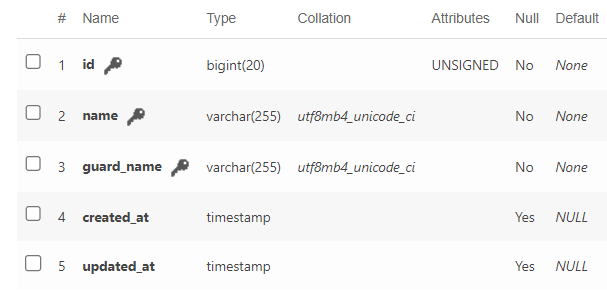 # Name Type Collation Attributes Null Default
1 id bigint(20) UNSIGNED No None
2 name varchar(255) utf8mb4_unicode_ci No None
3 guard_name varchar(255) utf8mb4_unicode_ci No None
4 created_at timestamp Yes NULL
5 updated_at timestamp Yes NULL